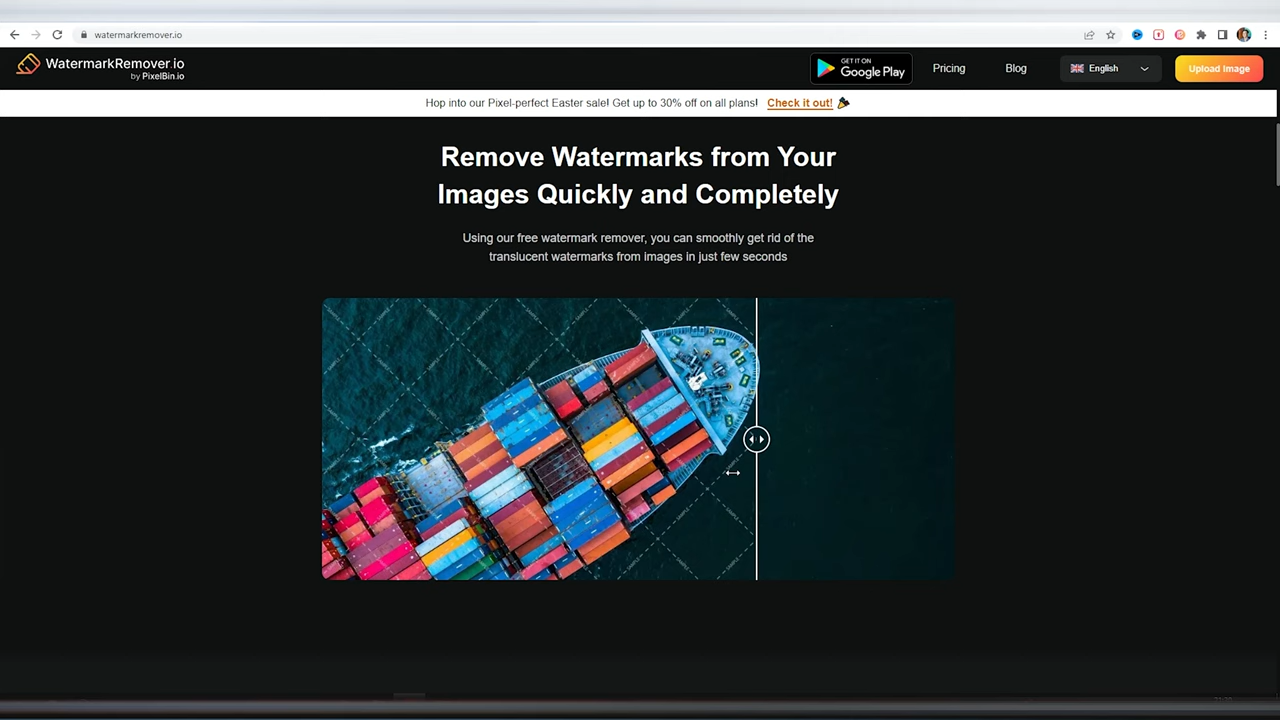 watermarkremover.io
WatermarkRemover.io
by PixelBin.io
GET IT ON
Google Play
Pricing
Blog
English
Upload Image
Hop into our Pixel-perfect Easter sale! Get up to 30% off on all plans! Check it out!
Remove Watermarks from Your
Images Quickly and Completely
Using our free watermark remover, you can smoothly get rid of the
translucent watermarks from images in just few seconds